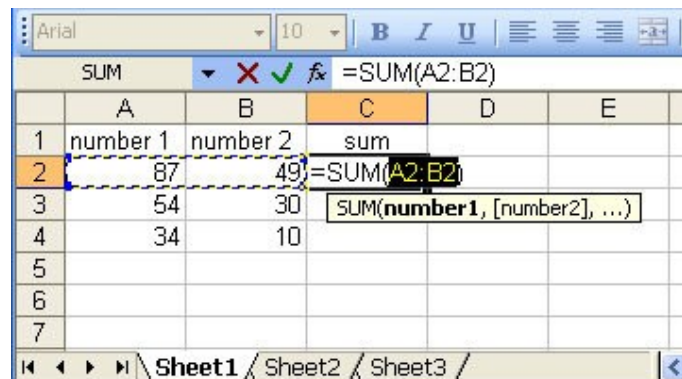 Arial 10 B I U a
SUM fx =SUM(A2:B2)
A B C D E
1 number 1 number 2 sum
2 87 49 =SUM(A2:B2)
3 54 30 SUM(number1, [number2], ...)
4 34 10
5
6
7
Sheet1 Sheet2 Sheet3